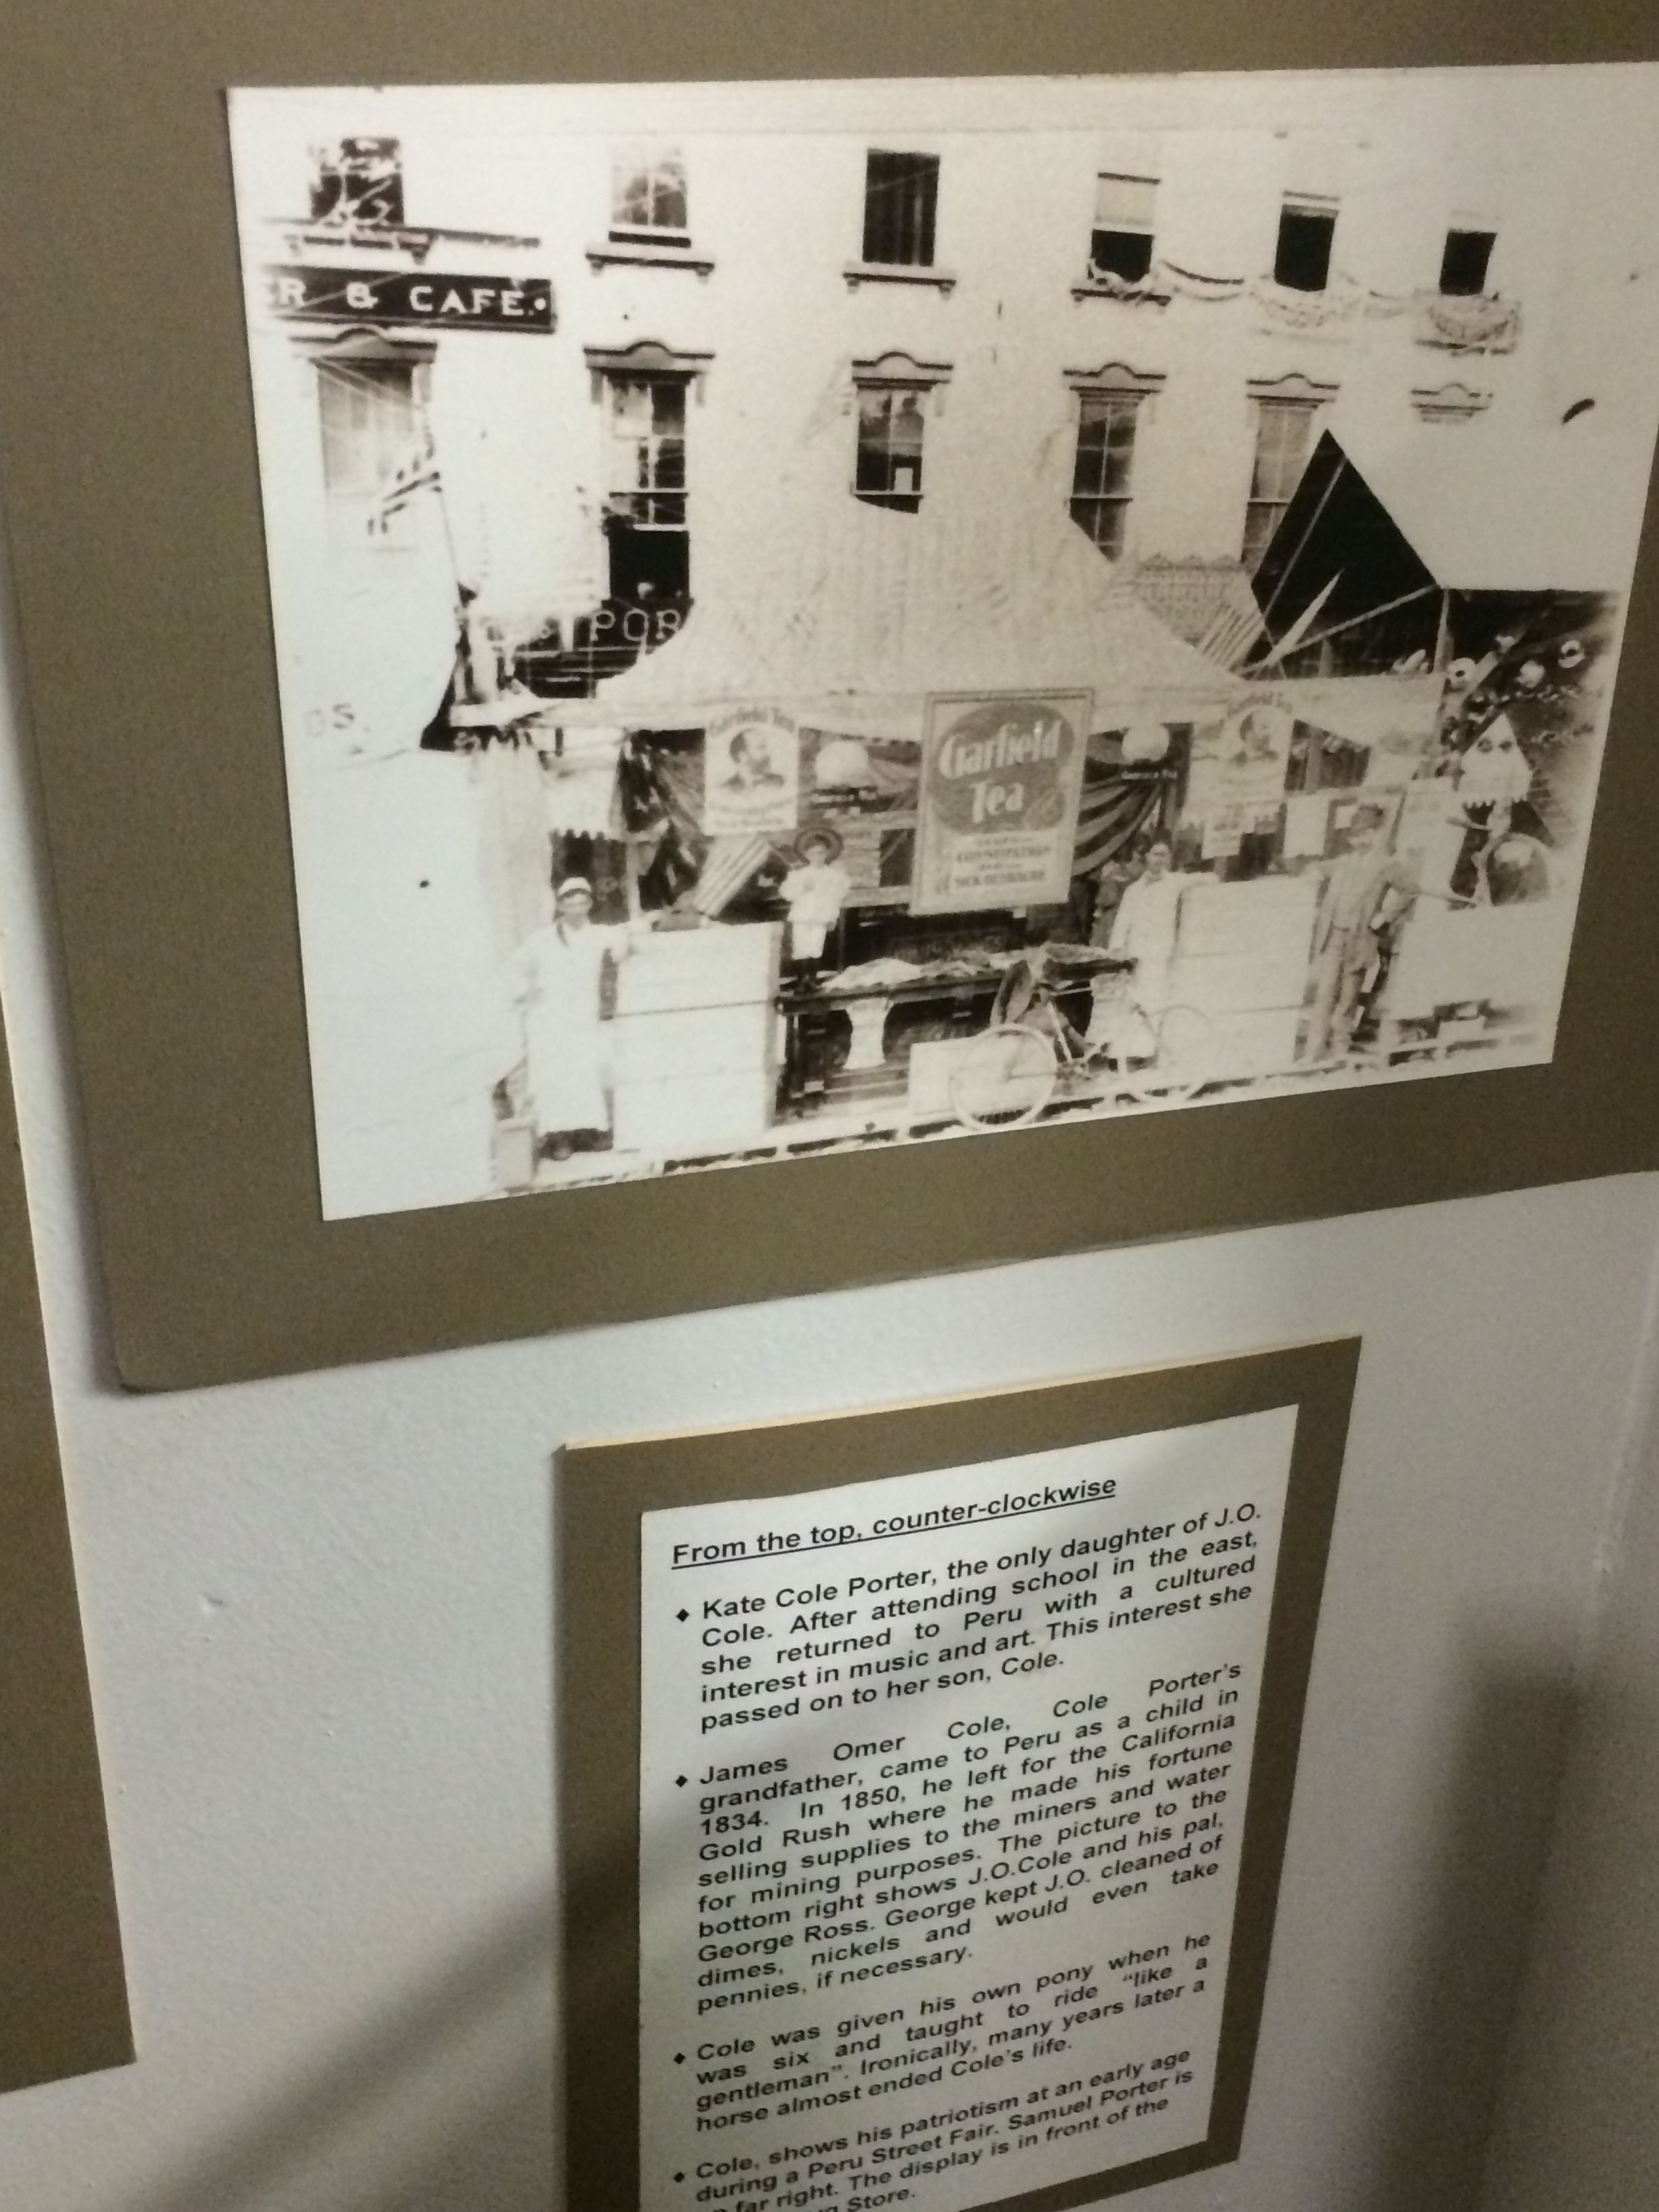 R & CAFE.
POR
OS.
Garfield Tea
Garfield
Tea
Garfield Tea
CONSTIPATION
From the top, counter-clockwise
♦ Kate Cole Porter, the only daughter of J.O.
Cole. After attending school in the east,
she returned to Peru with a cultured
interest in music and art. This interest she
passed on to her son, Cole.
♦ James Omer Cole, Cole Porter's
grandfather, came to Peru as a child in
1834. In 1850, he left for the California
Gold Rush where he made his fortune
selling supplies to the miners and water
for mining purposes. The picture to the
bottom right shows J.O.Cole and his pal,
George Ross. George kept J.O. cleaned of
dimes, nickels and would even take
pennies, if necessary.
♦ Cole was given his own pony when he
was six and taught to ride "like a
gentleman". Ironically, many years later a
horse almost ended Cole's life.
♦ Cole, shows his patriotism at an early age
during a Peru Street Fair. Samuel Porter is
far right. The display is in front of the
Store.